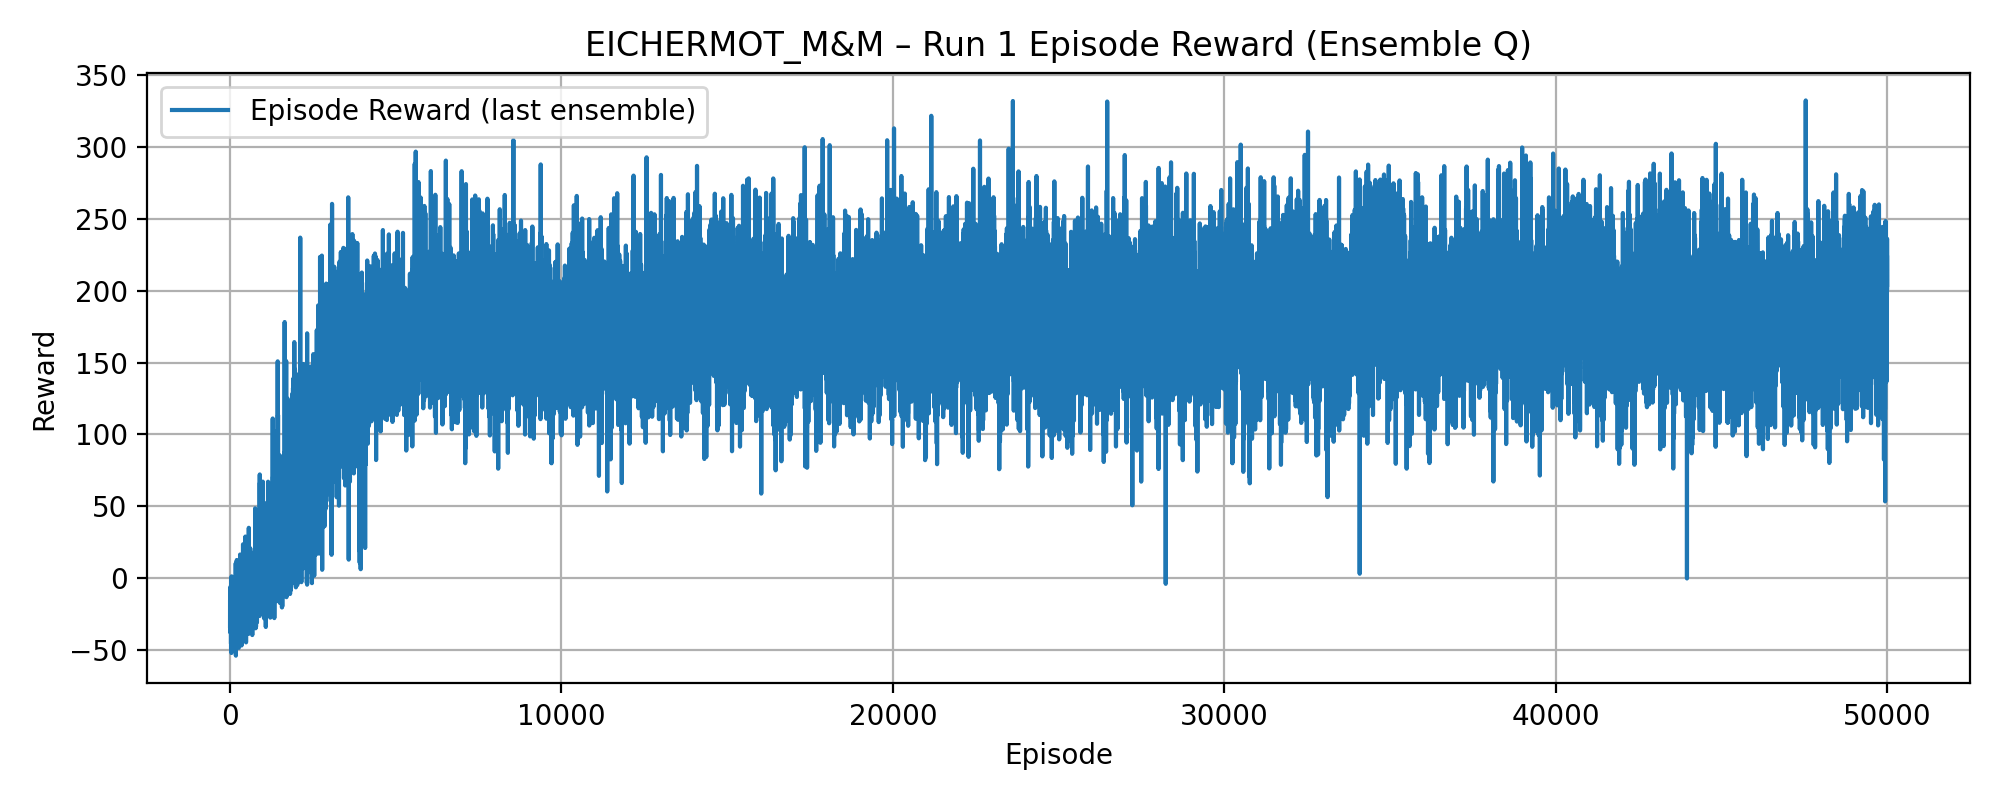 EICHERMOT_M&M – Run 1 Episode Reward (Ensemble Q)
Episode Reward (last ensemble)
350
300
250
200
150
100
50
0
−50
Reward
0 10000 20000 30000 40000 50000
Episode